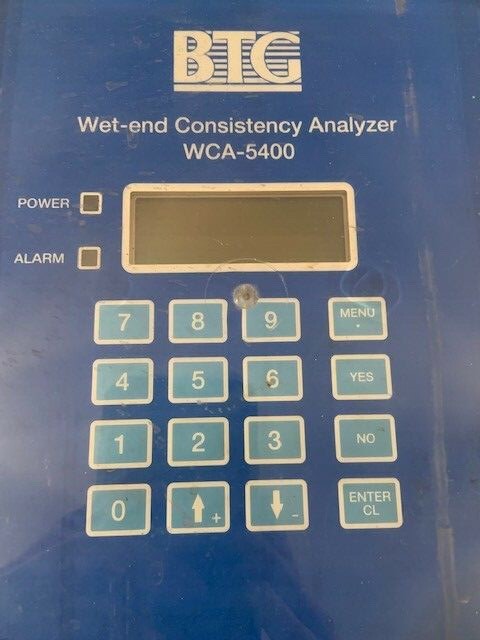 BTG
Wet-end Consistency Analyzer
WCA-5400
POWER
ALARM
7 8 9 MENU
.
4 5 6 YES
1 2 3 NO
0 ↑+ ↓- ENTER
CL